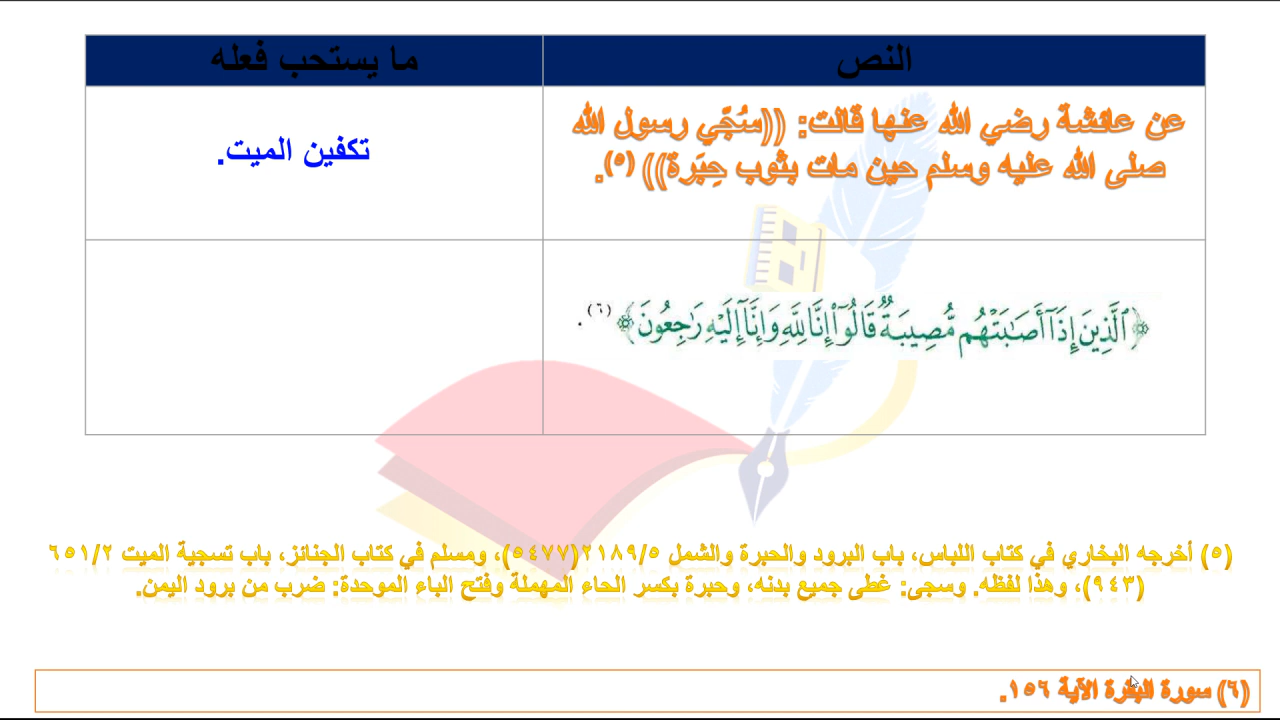 النص
ما يستحب فعله
عن عائشة رضي الله عنها قالت: ((سُجّي رسول الله
صلى الله عليه وسلم حين مات بثوب حِبَرة)) (٥).
تكفين الميت.
﴿ٱلَّذِينَ إِذَآ أَصَٰبَتۡهُم مُّصِيبَةٞ قَالُوٓاْ إِنَّا لِلَّهِ وَإِنَّآ إِلَيۡهِ رَٰجِعُونَ﴾ (٦).
(٥) أخرجه البخاري في كتاب اللباس، باب البرود والحبرة والشمل ٢١٨٩/٥(٥٤٧٧)، ومسلم في كتاب الجنائز، باب تسجية الميت ٦٥١/٢
(٩٤٣)، وهذا لفظه. وسجى: غطى جميع بدنه، وحبرة بكسر الحاء المهملة وفتح الباء الموحدة: ضرب من برود اليمن.
(٦) سورة البقرة الآية ١٥٦.